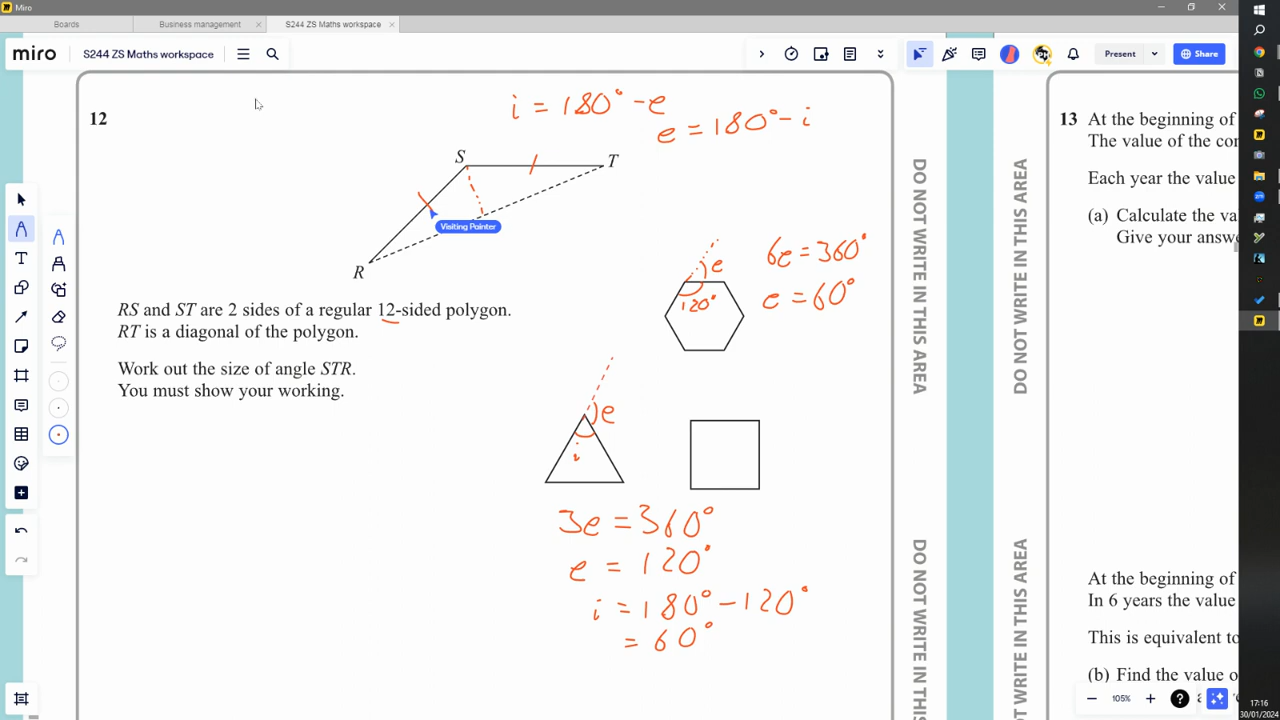 Miro
Boards
Business management
S244 ZS Maths workspace
miro
S244 ZS Maths workspace
Present
Share
12
i = 180° - e
e = 180° - i
S
T
Visiting Painter
R
RS and ST are 2 sides of a regular 12-sided polygon.
RT is a diagonal of the polygon.
Work out the size of angle STR.
You must show your working.
e
120°
6e = 360°
e = 60°
e
i
3e = 360°
e = 120°
i = 180° - 120°
= 60°
DO NOT WRITE IN THIS AREA
DO NOT WRITE IN THIS
DO NOT WRITE IN THIS AREA
DO NOT WRITE IN THIS AREA
13 At the beginning of
The value of the
Each year the value
(a) Calculate the
Give your
At the beginning of
In 6 years the value
This is equivalent
(b) Find the value
105%
17:16
30/01/2024